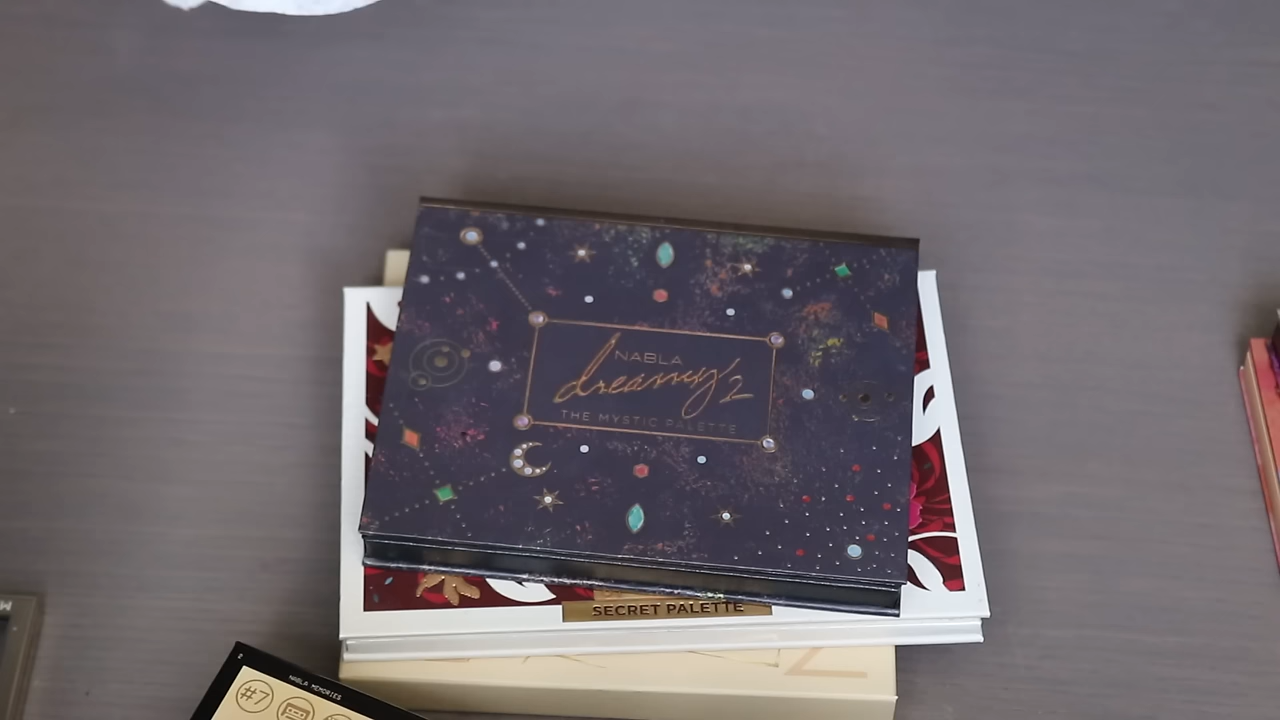 NABLA
dreamy 2
THE MYSTIC PALETTE
SECRET PALETTE
NABLA MEMORIES
#7